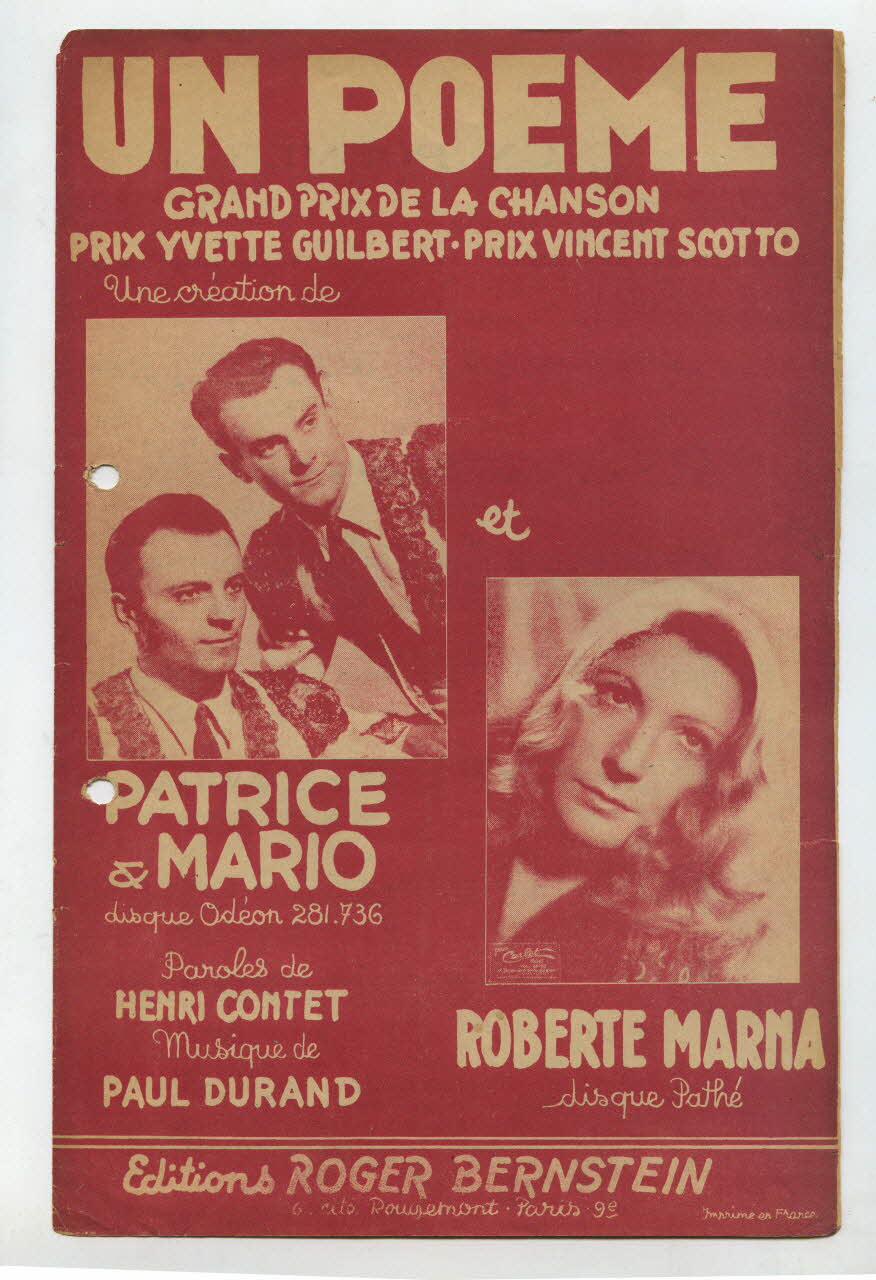 UN POEME
GRAND PRIX DE LA CHANSON
PRIX YVETTE GUILBERT · PRIX VINCENT SCOTTO
Une création de
et
PATRICE
& MARIO
disque Odéon 281.736
Paroles de
HENRI CONTET
Musique de
PAUL DURAND
ROBERTE MARNA
disque Pathé
Editions ROGER BERNSTEIN
6. cité Rougemont · Paris · 9e
Imprimé en France